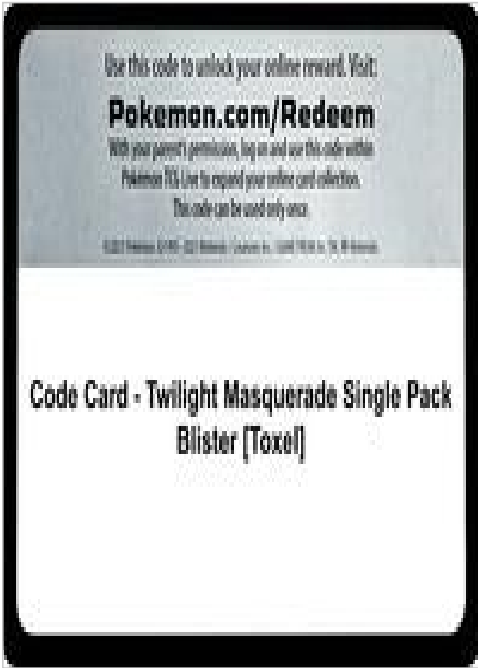 Use this code to unlock your online reward. Visit:
Pokemon.com/Redeem
With your parent's permission, log on and use this code within
Pokémon TCG Live to expand your online card collection.
This code can be used only once.
Code Card - Twilight Masquerade Single Pack
Blister [Toxel]